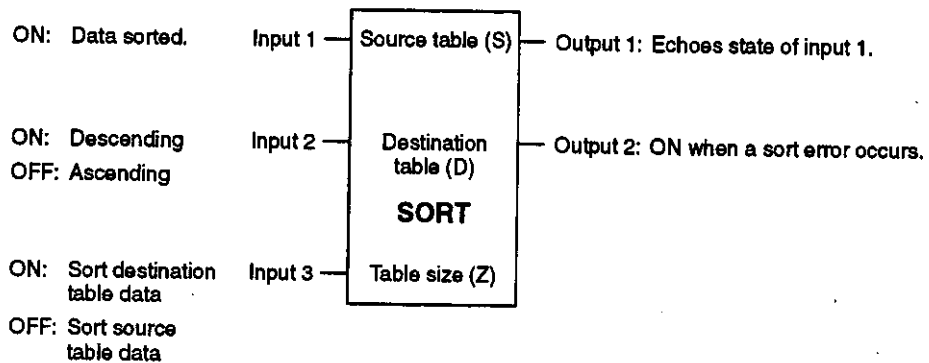 ON: Data sorted. Input 1 Source table (S) Output 1: Echoes state of input 1.
ON: Descending Input 2 Destination Output 2: ON when a sort error occurs.
OFF: Ascending table (D)
SORT
ON: Sort destination Input 3 Table size (Z)
table data
OFF: Sort source
table data